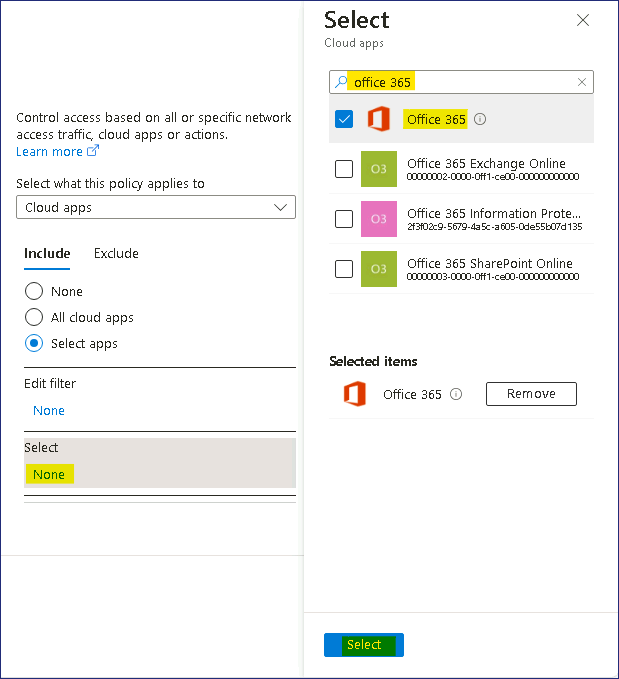 Control access based on all or specific network
access traffic, cloud apps or actions.
Learn more
Select what this policy applies to
Cloud apps
Include Exclude
None
All cloud apps
Select apps
Edit filter
None
Select
None
Select
Cloud apps
office 365
Office 365
O3 Office 365 Exchange Online
00000002-0000-0ff1-ce00-000000000000
O3 Office 365 Information Prote...
2f3f02c9-5679-4a5c-a605-0de55b07d135
O3 Office 365 SharePoint Online
00000003-0000-0ff1-ce00-000000000000
Selected items
Office 365 Remove
Select